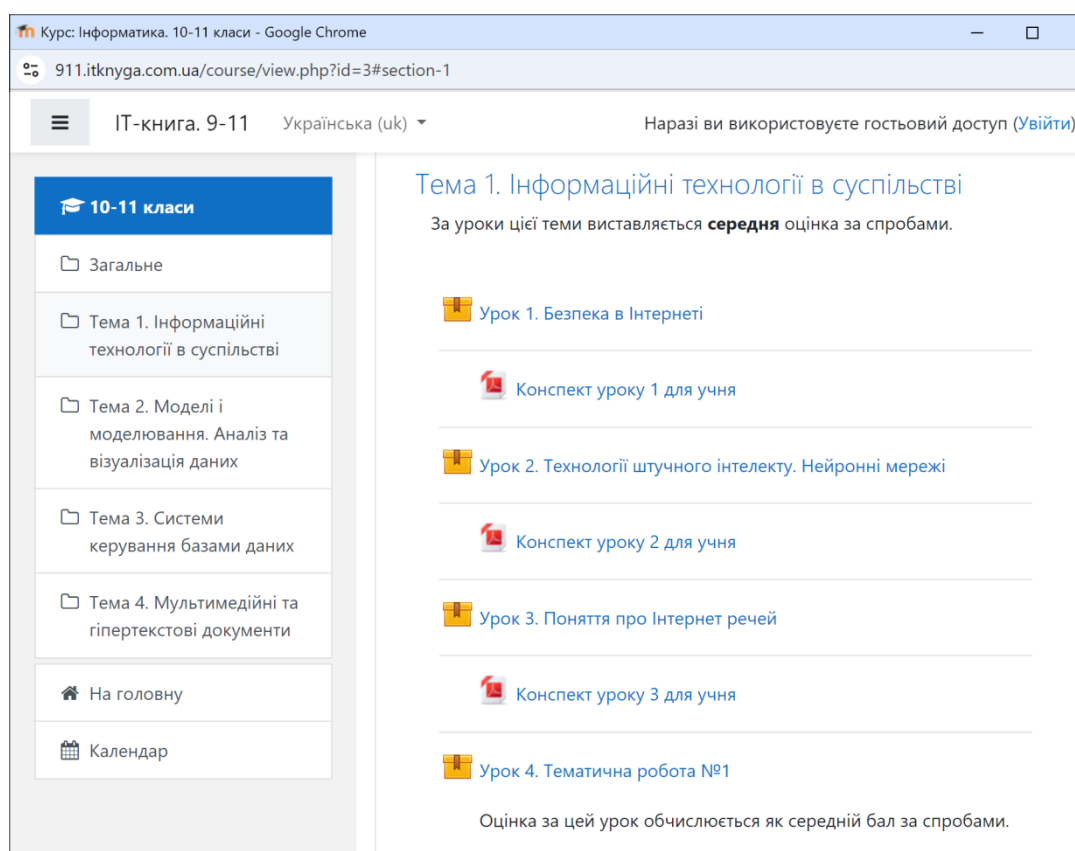 Курс: Інформатика. 10-11 класи - Google Chrome
911.itknyga.com.ua/course/view.php?id=3#section-1
ІТ-книга. 9-11 Українська (uk) Наразі ви використовуєте гостьовий доступ (Увійти)
10-11 класи
Загальне
Тема 1. Інформаційні
технології в суспільстві
Тема 2. Моделі і
моделювання. Аналіз та
візуалізація даних
Тема 3. Системи
керування базами даних
Тема 4. Мультимедійні та
гіпертекстові документи
На головну
Календар
Тема 1. Інформаційні технології в суспільстві
За уроки цієї теми виставляється середня оцінка за спробами.
Урок 1. Безпека в Інтернеті
Конспект уроку 1 для учня
Урок 2. Технології штучного інтелекту. Нейронні мережі
Конспект уроку 2 для учня
Урок 3. Поняття про Інтернет речей
Конспект уроку 3 для учня
Урок 4. Тематична робота №1
Оцінка за цей урок обчислюється як середній бал за спробами.